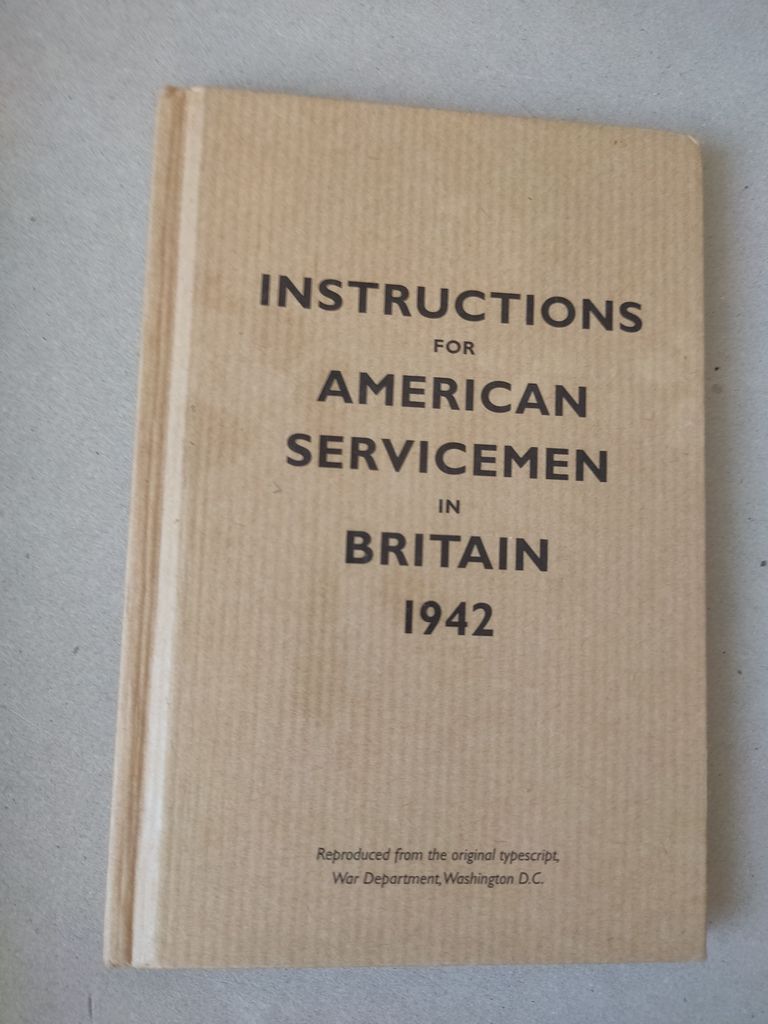 INSTRUCTIONS
FOR
AMERICAN
SERVICEMEN
IN
BRITAIN
1942
Reproduced from the original typescript,
War Department, Washington D.C.